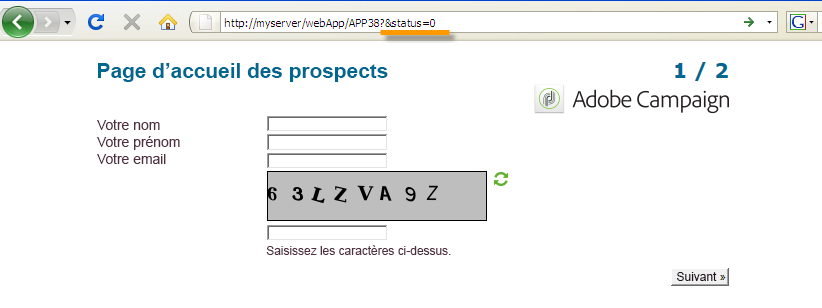 http://myserver/webApp/APP38?&status=0
Page d’accueil des prospects
1 / 2
Adobe Campaign
Votre nom
Votre prénom
Votre email
6 3 L Z V A 9 Z
Saisissez les caractères ci-dessus.
Suivant »